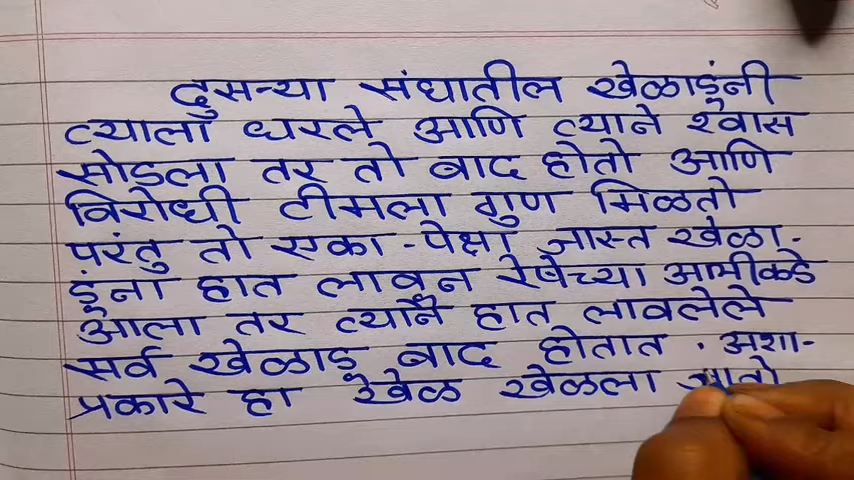 दुसऱ्या संघातील खेळाडूंनी
त्याला धरले आणि त्याने श्वास
सोडला तर तो बाद होतो आणि
विरोधी टीमला गुण मिळतो
परंतु तो एका-पेक्षा जास्त खेळा-
डूंना हात लावून रेषेच्या आमीकडे
आला तर त्याने हात लावलेले
सर्व खेळाडू बाद होतात. अशा-
प्रकारे हा खेळ खेळला जातो